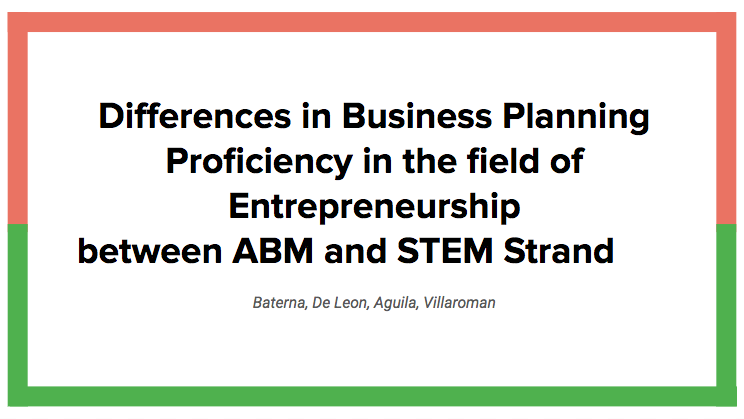 Differences in Business Planning
Proficiency in the field of
Entrepreneurship
between ABM and STEM Strand
Baterna, De Leon, Aguila, Villaroman